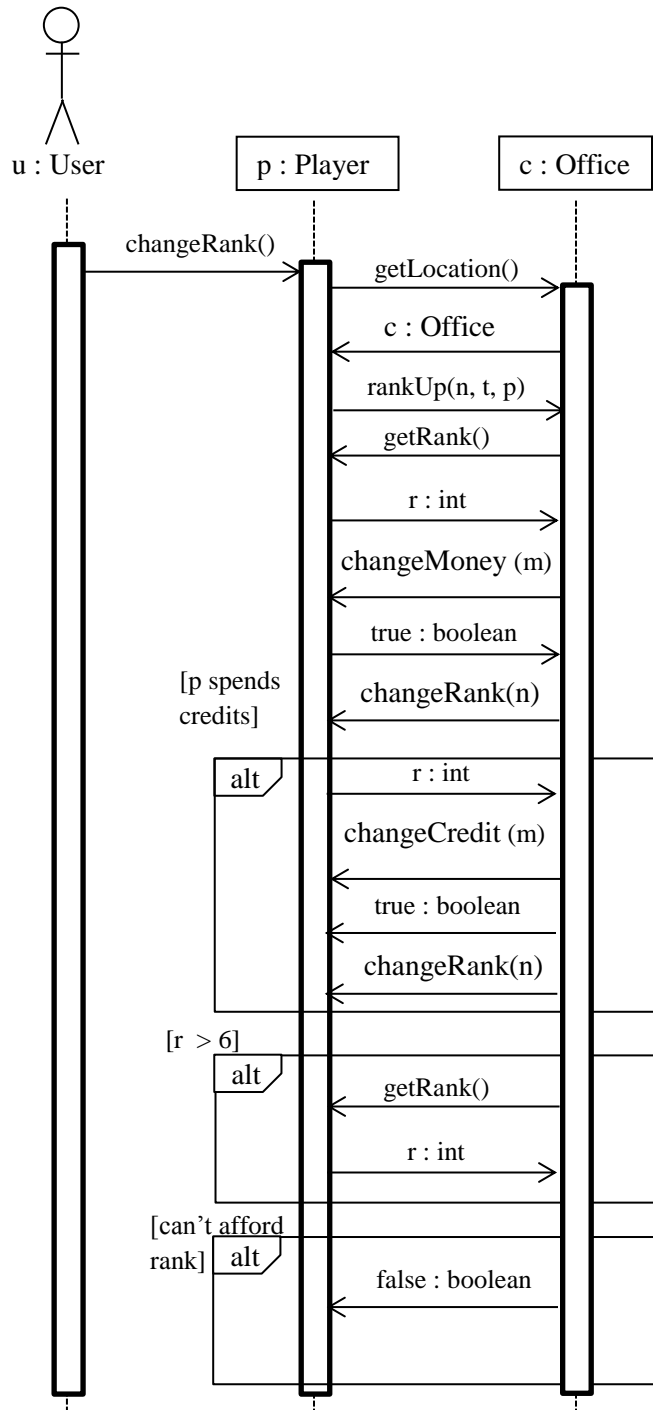 u : User
p : Player
c : Office
changeRank()
getLocation()
c : Office
rankUp(n, t, p)
getRank()
r : int
changeMoney (m)
true : boolean
[p spends
credits]
changeRank(n)
alt
r : int
changeCredit (m)
true : boolean
changeRank(n)
[r > 6]
alt
getRank()
r : int
[can't afford
rank]
alt
false : boolean